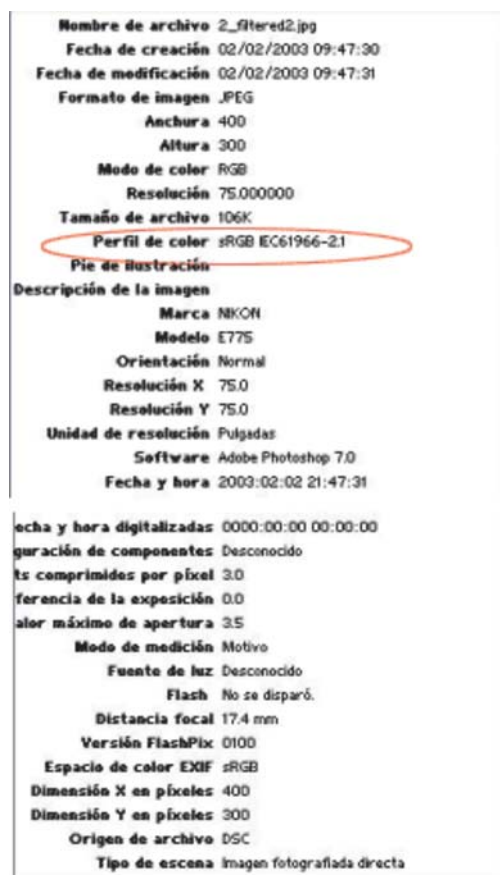 Nombre de archivo 2_filtered2.jpg
Fecha de creación 02/02/2003 09:47:30
Fecha de modificación 02/02/2003 09:47:31
Formato de imagen JPEG
Anchura 400
Altura 300
Modo de color RGB
Resolución 75.000000
Tamaño de archivo 106K
Perfil de color sRGB IEC61966-2.1
Pie de ilustración
Descripción de la imagen
Marca NIKON
Modelo E775
Orientación Normal
Resolución X 75.0
Resolución Y 75.0
Unidad de resolución Pulgadas
Software Adobe Photoshop 7.0
Fecha y hora 2003:02:02 21:47:31
echa y hora digitalizadas 0000:00:00 00:00:00
guración de componentes Desconocido
ts comprimidos por píxel 3.0
ferencia de la exposición 0.0
alor máximo de apertura 3.5
Modo de medición Motivo
Fuente de luz Desconocido
Flash No se disparó.
Distancia focal 17.4 mm
Versión FlashPix 0100
Espacio de color EXIF sRGB
Dimensión X en píxeles 400
Dimensión Y en píxeles 300
Origen de archivo DSC
Tipo de escena Imagen fotografiada directa